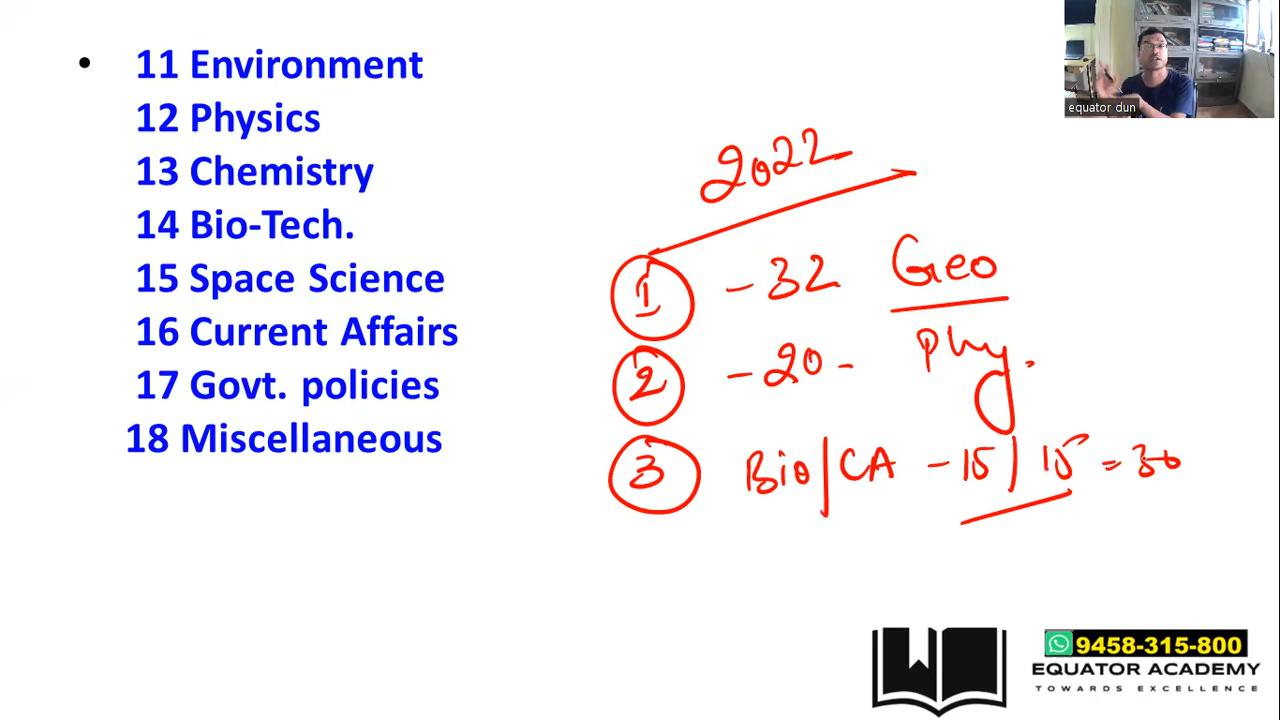 • 11 Environment
12 Physics
13 Chemistry
14 Bio-Tech.
15 Space Science
16 Current Affairs
17 Govt. policies
18 Miscellaneous
equator dun
2022
1 - 32 Geo
2 - 20 - Phy.
3 Bio/CA - 15/15 = 30
9458-315-800
EQUATOR ACADEMY
TOWARDS EXCELLENCE